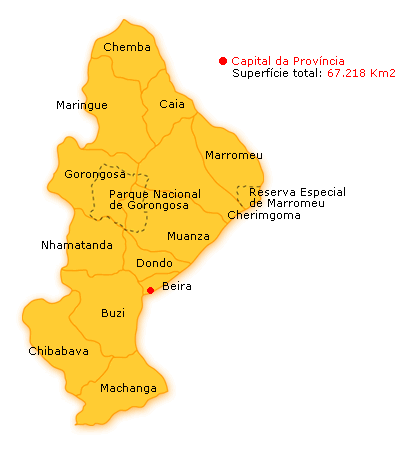 Chemba
Capital da Província
Superfície total: 67.218 Km2
Maringue
Caia
Marromeu
Gorongosa
Parque Nacional
de Gorongosa
Reserva Especial
de Marromeu
Cherimgoma
Muanza
Nhamatanda
Dondo
Beira
Buzi
Chibabava
Machanga